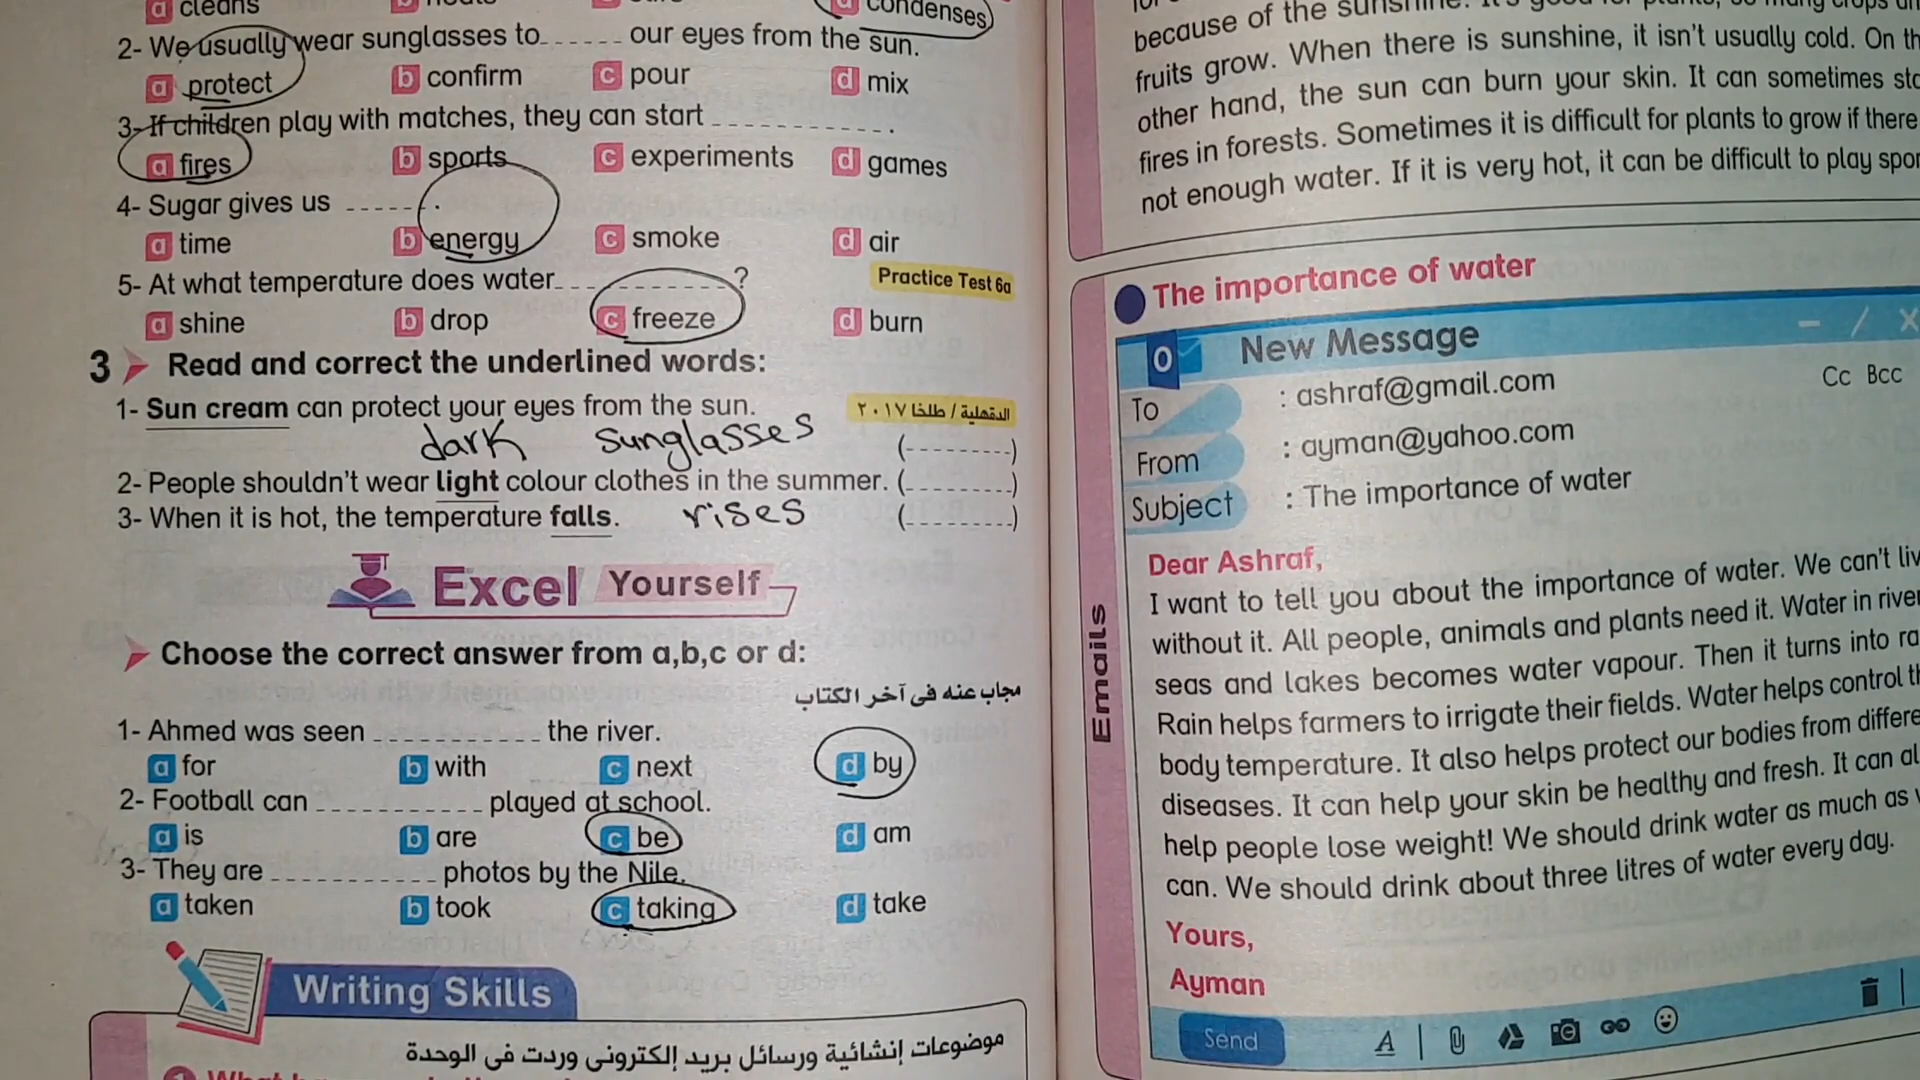 a cleans
condenses
2- We usually wear sunglasses to ------ our eyes from the sun.
a protect b confirm c pour d mix
3- If children play with matches, they can start ------------ .
a fires b sports c experiments d games
4- Sugar gives us ------ .
a time b energy c smoke d air
5- At what temperature does water ------------ ?
Practice Test 6a
a shine b drop c freeze d burn
3 Read and correct the underlined words:
1- Sun cream can protect your eyes from the sun.
الدقهلية / طلخا ٢٠١٧
dark sunglasses (----------)
2- People shouldn't wear light colour clothes in the summer. (----------)
3- When it is hot, the temperature falls. rises (----------)
Excel Yourself
Choose the correct answer from a,b,c or d:
مجاب عنه فى آخر الكتاب
1- Ahmed was seen ------------ the river.
a for b with c next d by
2- Football can ------------ played at school.
a is b are c be d am
3- They are ------------ photos by the Nile.
a taken b took c taking d take
Writing Skills
موضوعات إنشائية ورسائل بريد إلكترونى وردت فى الوحدة
because of the sunshine.
fruits grow. When there is sunshine, it isn't usually cold. On
other hand, the sun can burn your skin. It can sometimes
fires in forests. Sometimes it is difficult for plants to grow if there
not enough water. If it is very hot, it can be difficult to play
The importance of water
New Message
To : ashraf@gmail.com Cc Bcc
From : ayman@yahoo.com
Subject : The importance of water
Emails
Dear Ashraf,
I want to tell you about the importance of water. We can't
without it. All people, animals and plants need it. Water in
seas and lakes becomes water vapour. Then it turns into
Rain helps farmers to irrigate their fields. Water helps control
body temperature. It also helps protect our bodies from
diseases. It can help your skin be healthy and fresh. It can
help people lose weight! We should drink water as much as
can. We should drink about three litres of water every day.
Yours,
Ayman
Send A